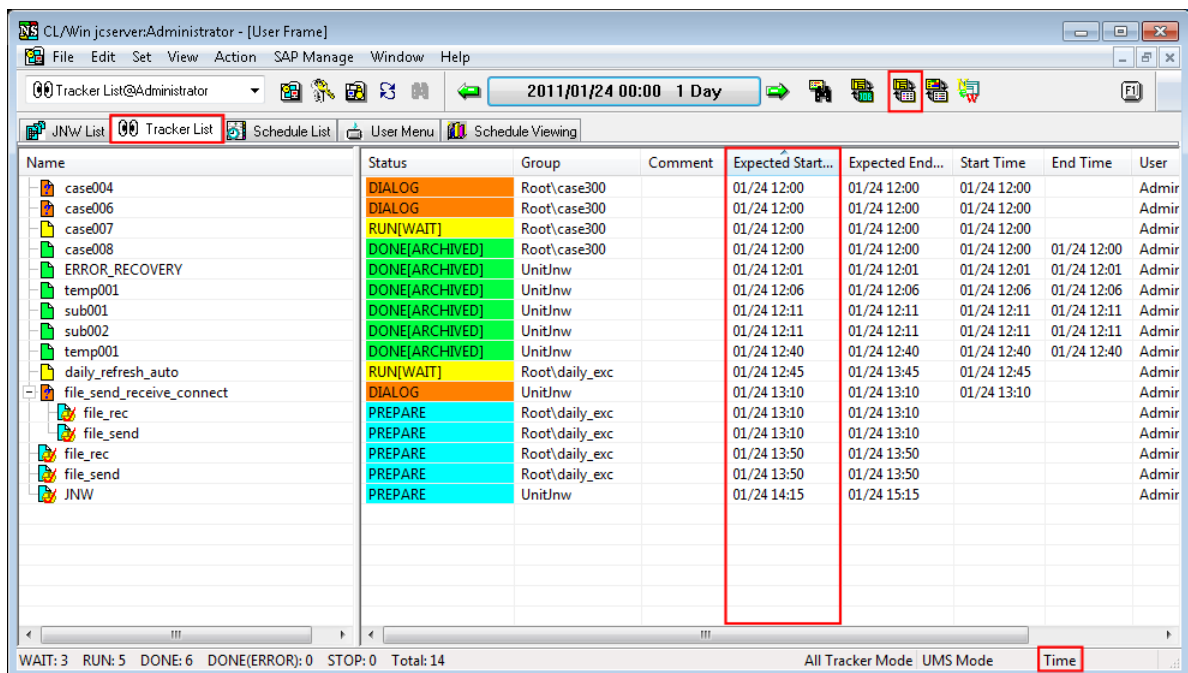 CL/Win jcserver:Administrator - [User Frame]
File Edit Set View Action SAP Manage Window Help
Tracker List@Administrator 2011/01/24 00:00 1 Day F1
JNW List Tracker List Schedule List User Menu Schedule Viewing
Name Status Group Comment Expected Start... Expected End... Start Time End Time User
case004 DIALOG Root\case300 01/24 12:00 01/24 12:00 01/24 12:00 Admir
case006 DIALOG Root\case300 01/24 12:00 01/24 12:00 01/24 12:00 Admir
case007 RUN[WAIT] Root\case300 01/24 12:00 01/24 12:00 01/24 12:00 Admir
case008 DONE[ARCHIVED] Root\case300 01/24 12:00 01/24 12:00 01/24 12:00 01/24 12:00 Admir
ERROR_RECOVERY DONE[ARCHIVED] UnitJnw 01/24 12:01 01/24 12:01 01/24 12:01 01/24 12:01 Admir
temp001 DONE[ARCHIVED] UnitJnw 01/24 12:06 01/24 12:06 01/24 12:06 01/24 12:06 Admir
sub001 DONE[ARCHIVED] UnitJnw 01/24 12:11 01/24 12:11 01/24 12:11 01/24 12:11 Admir
sub002 DONE[ARCHIVED] UnitJnw 01/24 12:11 01/24 12:11 01/24 12:11 01/24 12:11 Admir
temp001 DONE[ARCHIVED] UnitJnw 01/24 12:40 01/24 12:40 01/24 12:40 01/24 12:40 Admir
daily_refresh_auto RUN[WAIT] Root\daily_exc 01/24 12:45 01/24 13:45 01/24 12:45 Admir
file_send_receive_connect DIALOG UnitJnw 01/24 13:10 01/24 13:10 01/24 13:10 Admir
file_rec PREPARE Root\daily_exc 01/24 13:10 01/24 13:10 Admir
file_send PREPARE Root\daily_exc 01/24 13:10 01/24 13:10 Admir
file_rec PREPARE Root\daily_exc 01/24 13:50 01/24 13:50 Admir
file_send PREPARE Root\daily_exc 01/24 13:50 01/24 13:50 Admir
JNW PREPARE UnitJnw 01/24 14:15 01/24 15:15 Admir
WAIT: 3 RUN: 5 DONE: 6 DONE(ERROR): 0 STOP: 0 Total: 14 All Tracker Mode UMS Mode Time